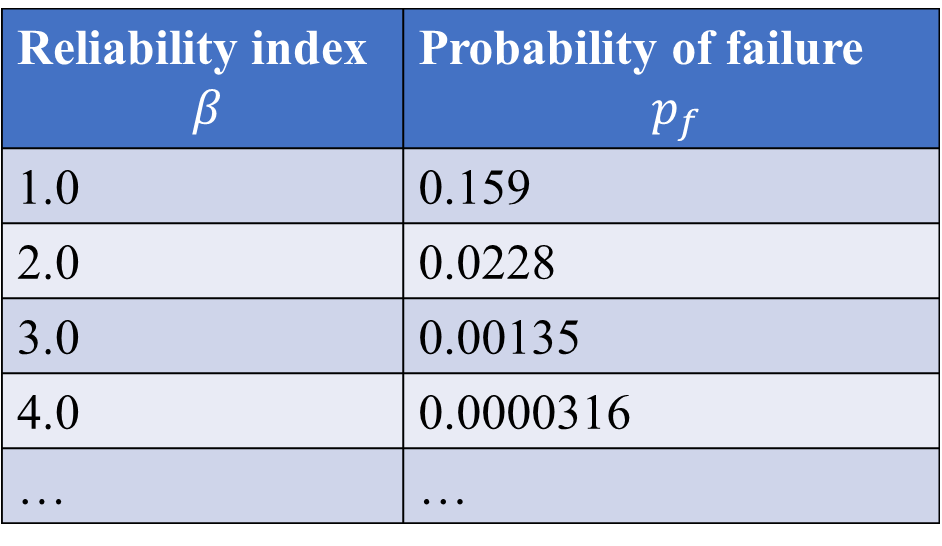 Reliability index Probability of failure
𝛽 𝑝𝑓
1.0 0.159
2.0 0.0228
3.0 0.00135
4.0 0.0000316
… …